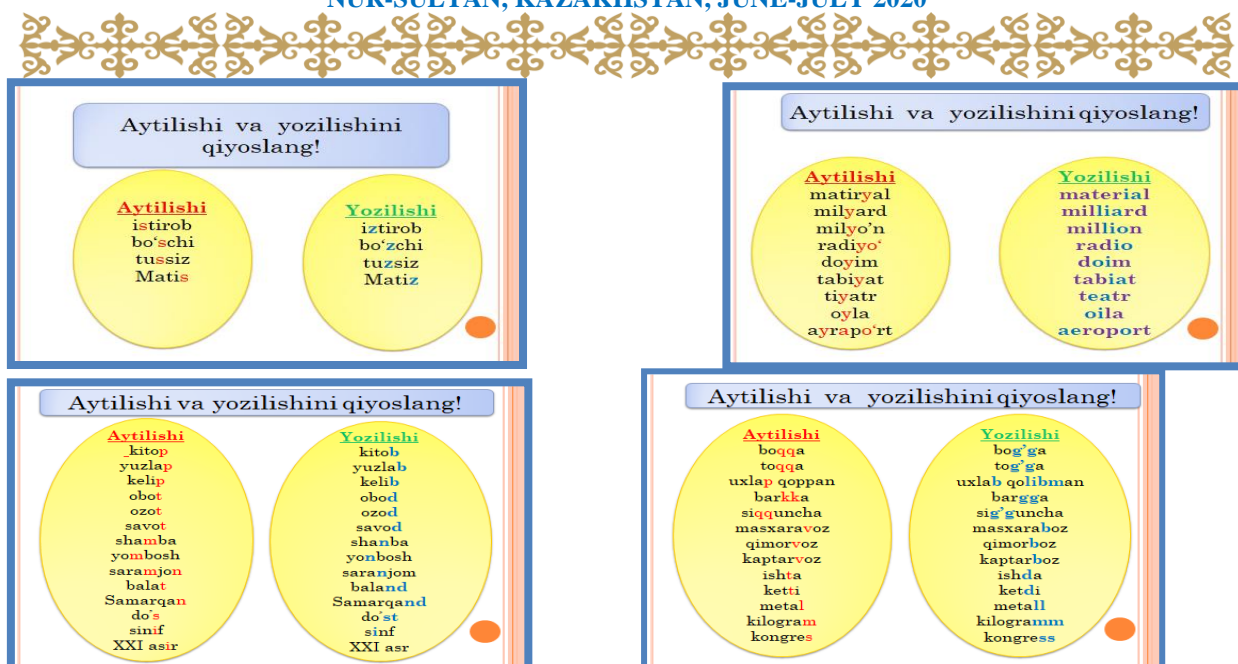 NUR-SULTAN, KAZAKHSTAN, JUNE-JULY 2020
Aytilishi va yozilishini
qiyoslang!
Aytilishi
istirob
bo‘schi
tussiz
Matis
Yozilishi
iztirob
bo‘zchi
tuzsiz
Matiz
Aytilishi va yozilishini qiyoslang!
Aytilishi
matiryal
milyard
milyo’n
radiyo‘
doyim
tabiyat
tiyatr
oyla
ayrapo‘rt
Yozilishi
material
milliard
million
radio
doim
tabiat
teatr
oila
aeroport
Aytilishi va yozilishini qiyoslang!
Aytilishi
kitop
yuzlap
kelip
obot
ozot
savot
shamba
yombosh
saramjon
balat
Samarqan
do‘s
sinif
XXI asir
Yozilishi
kitob
yuzlab
kelib
obod
ozod
savod
shanba
yonbosh
saranjom
baland
Samarqand
do‘st
sinf
XXI asr
Aytilishi va yozilishini qiyoslang!
Aytilishi
boqqa
toqqa
uxlap qoppan
barkka
siqquncha
masxaravoz
qimorvoz
kaptarvoz
ishta
ketti
metal
kilogram
kongres
Yozilishi
bog’ga
tog’ga
uxlab qolibman
bargga
sig’guncha
masxaraboz
qimorboz
kaptarboz
ishda
ketdi
metall
kilogramm
kongress